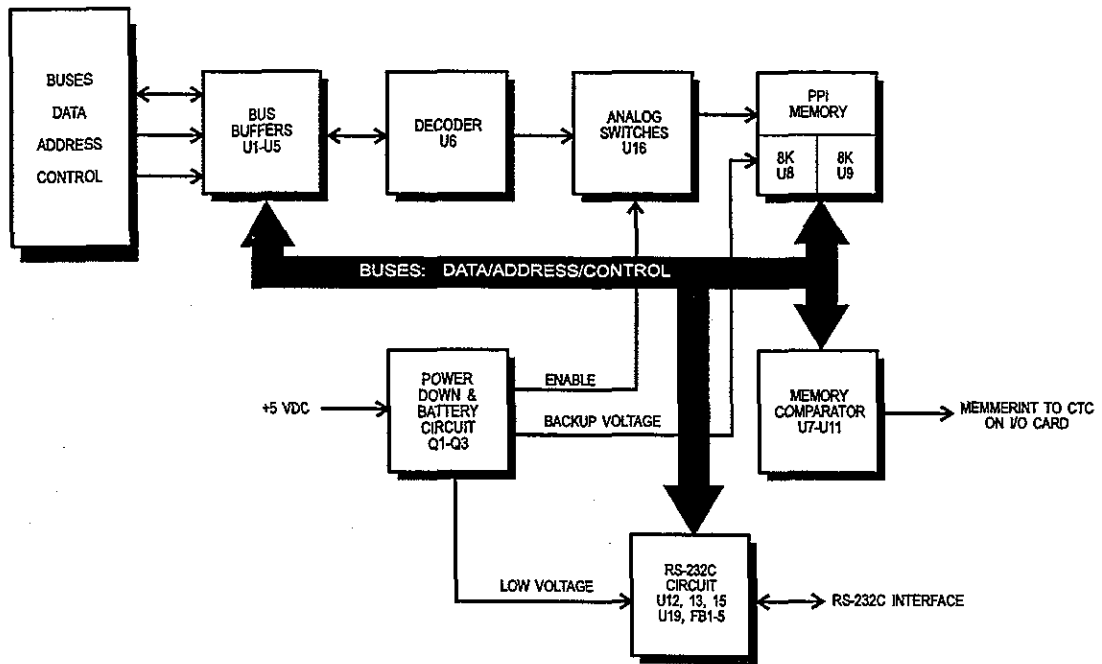 BUSES
DATA
ADDRESS
CONTROL
BUS
BUFFERS
U1-U5
DECODER
U6
ANALOG
SWITCHES
U16
PPI
MEMORY
8K
U8
8K
U9
BUSES: DATA/ADDRESS/CONTROL
+5 VDC
POWER
DOWN &
BATTERY
CIRCUIT
Q1-Q3
ENABLE
BACKUP VOLTAGE
LOW VOLTAGE
MEMORY
COMPARATOR
U7-U11
MEMMERINT TO CTC
ON I/O CARD
RS-232C
CIRCUIT
U12, 13, 15
U19, FB1-5
RS-232C INTERFACE